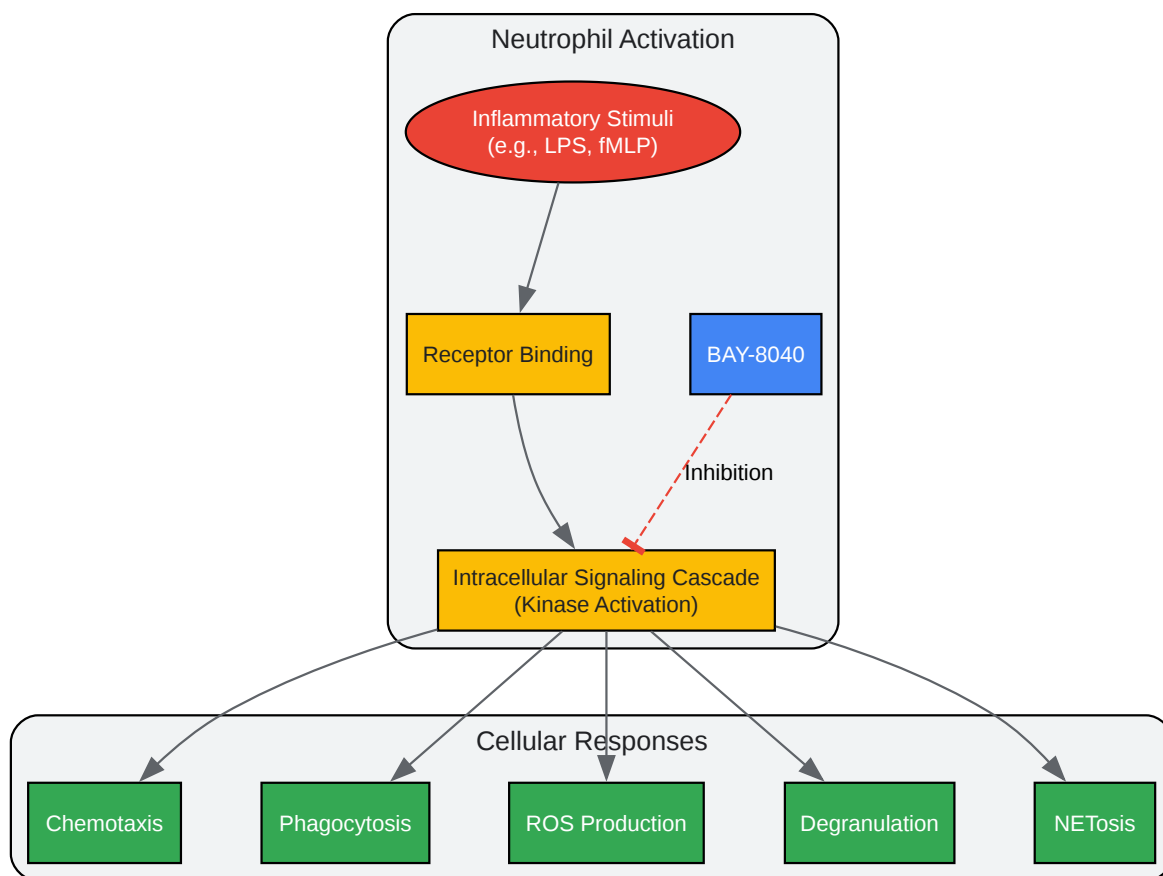 Neutrophil Activation
Inflammatory Stimuli
(e.g., LPS, fMLP)
Receptor Binding
BAY-8040
Inhibition
Intracellular Signaling Cascade
(Kinase Activation)
Cellular Responses
Chemotaxis
Phagocytosis
ROS Production
Degranulation
NETosis